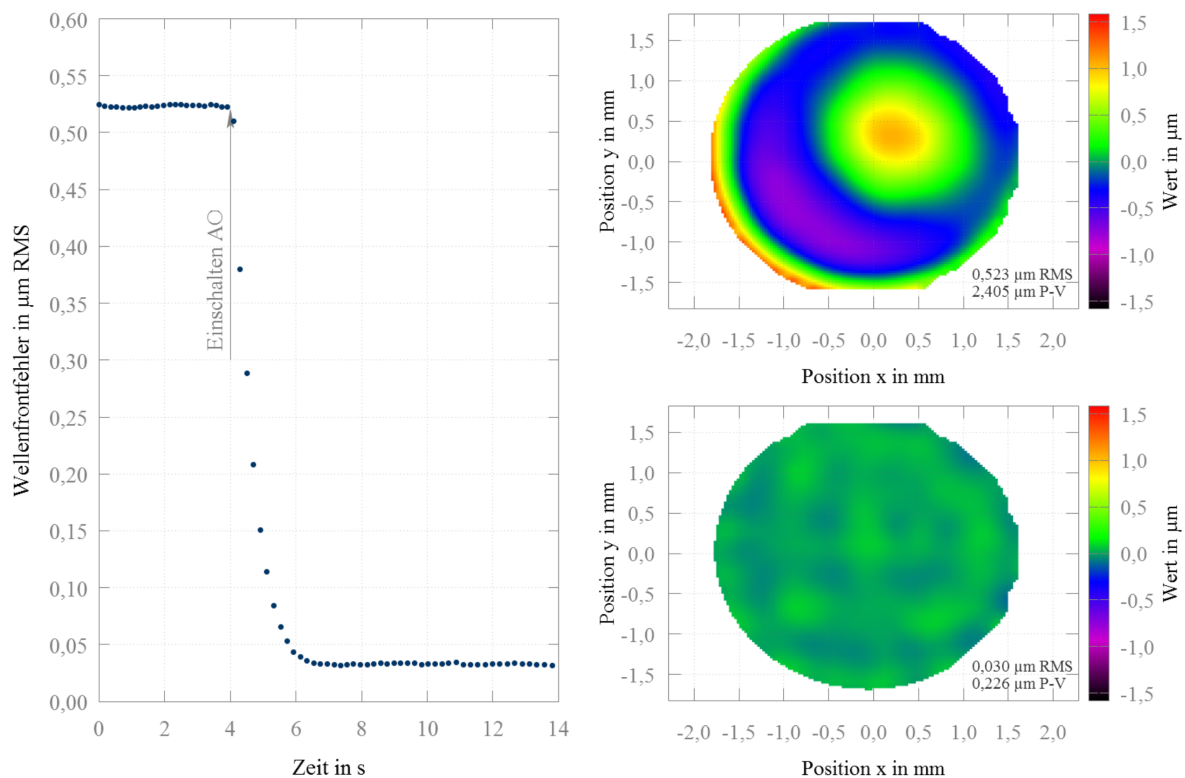 0,60
0,55
0,50
0,45
0,40
0,35
0,30
0,25
0,20
0,15
0,10
0,05
0,00
Wellenfrontfehler in µm RMS
Einschalten AO
0 2 4 6 8 10 12 14
Zeit in s
1,5
1,0
0,5
0,0
-0,5
-1,0
-1,5
Position y in mm
0,523 µm RMS
2,405 µm P-V
-2,0 -1,5 -1,0 -0,5 0,0 0,5 1,0 1,5 2,0
Position x in mm
1,5
1,0
0,5
0,0
-0,5
-1,0
-1,5
Wert in µm
1,5
1,0
0,5
0,0
-0,5
-1,0
-1,5
Position y in mm
0,030 µm RMS
0,226 µm P-V
-2,0 -1,5 -1,0 -0,5 0,0 0,5 1,0 1,5 2,0
Position x in mm
1,5
1,0
0,5
0,0
-0,5
-1,0
-1,5
Wert in µm